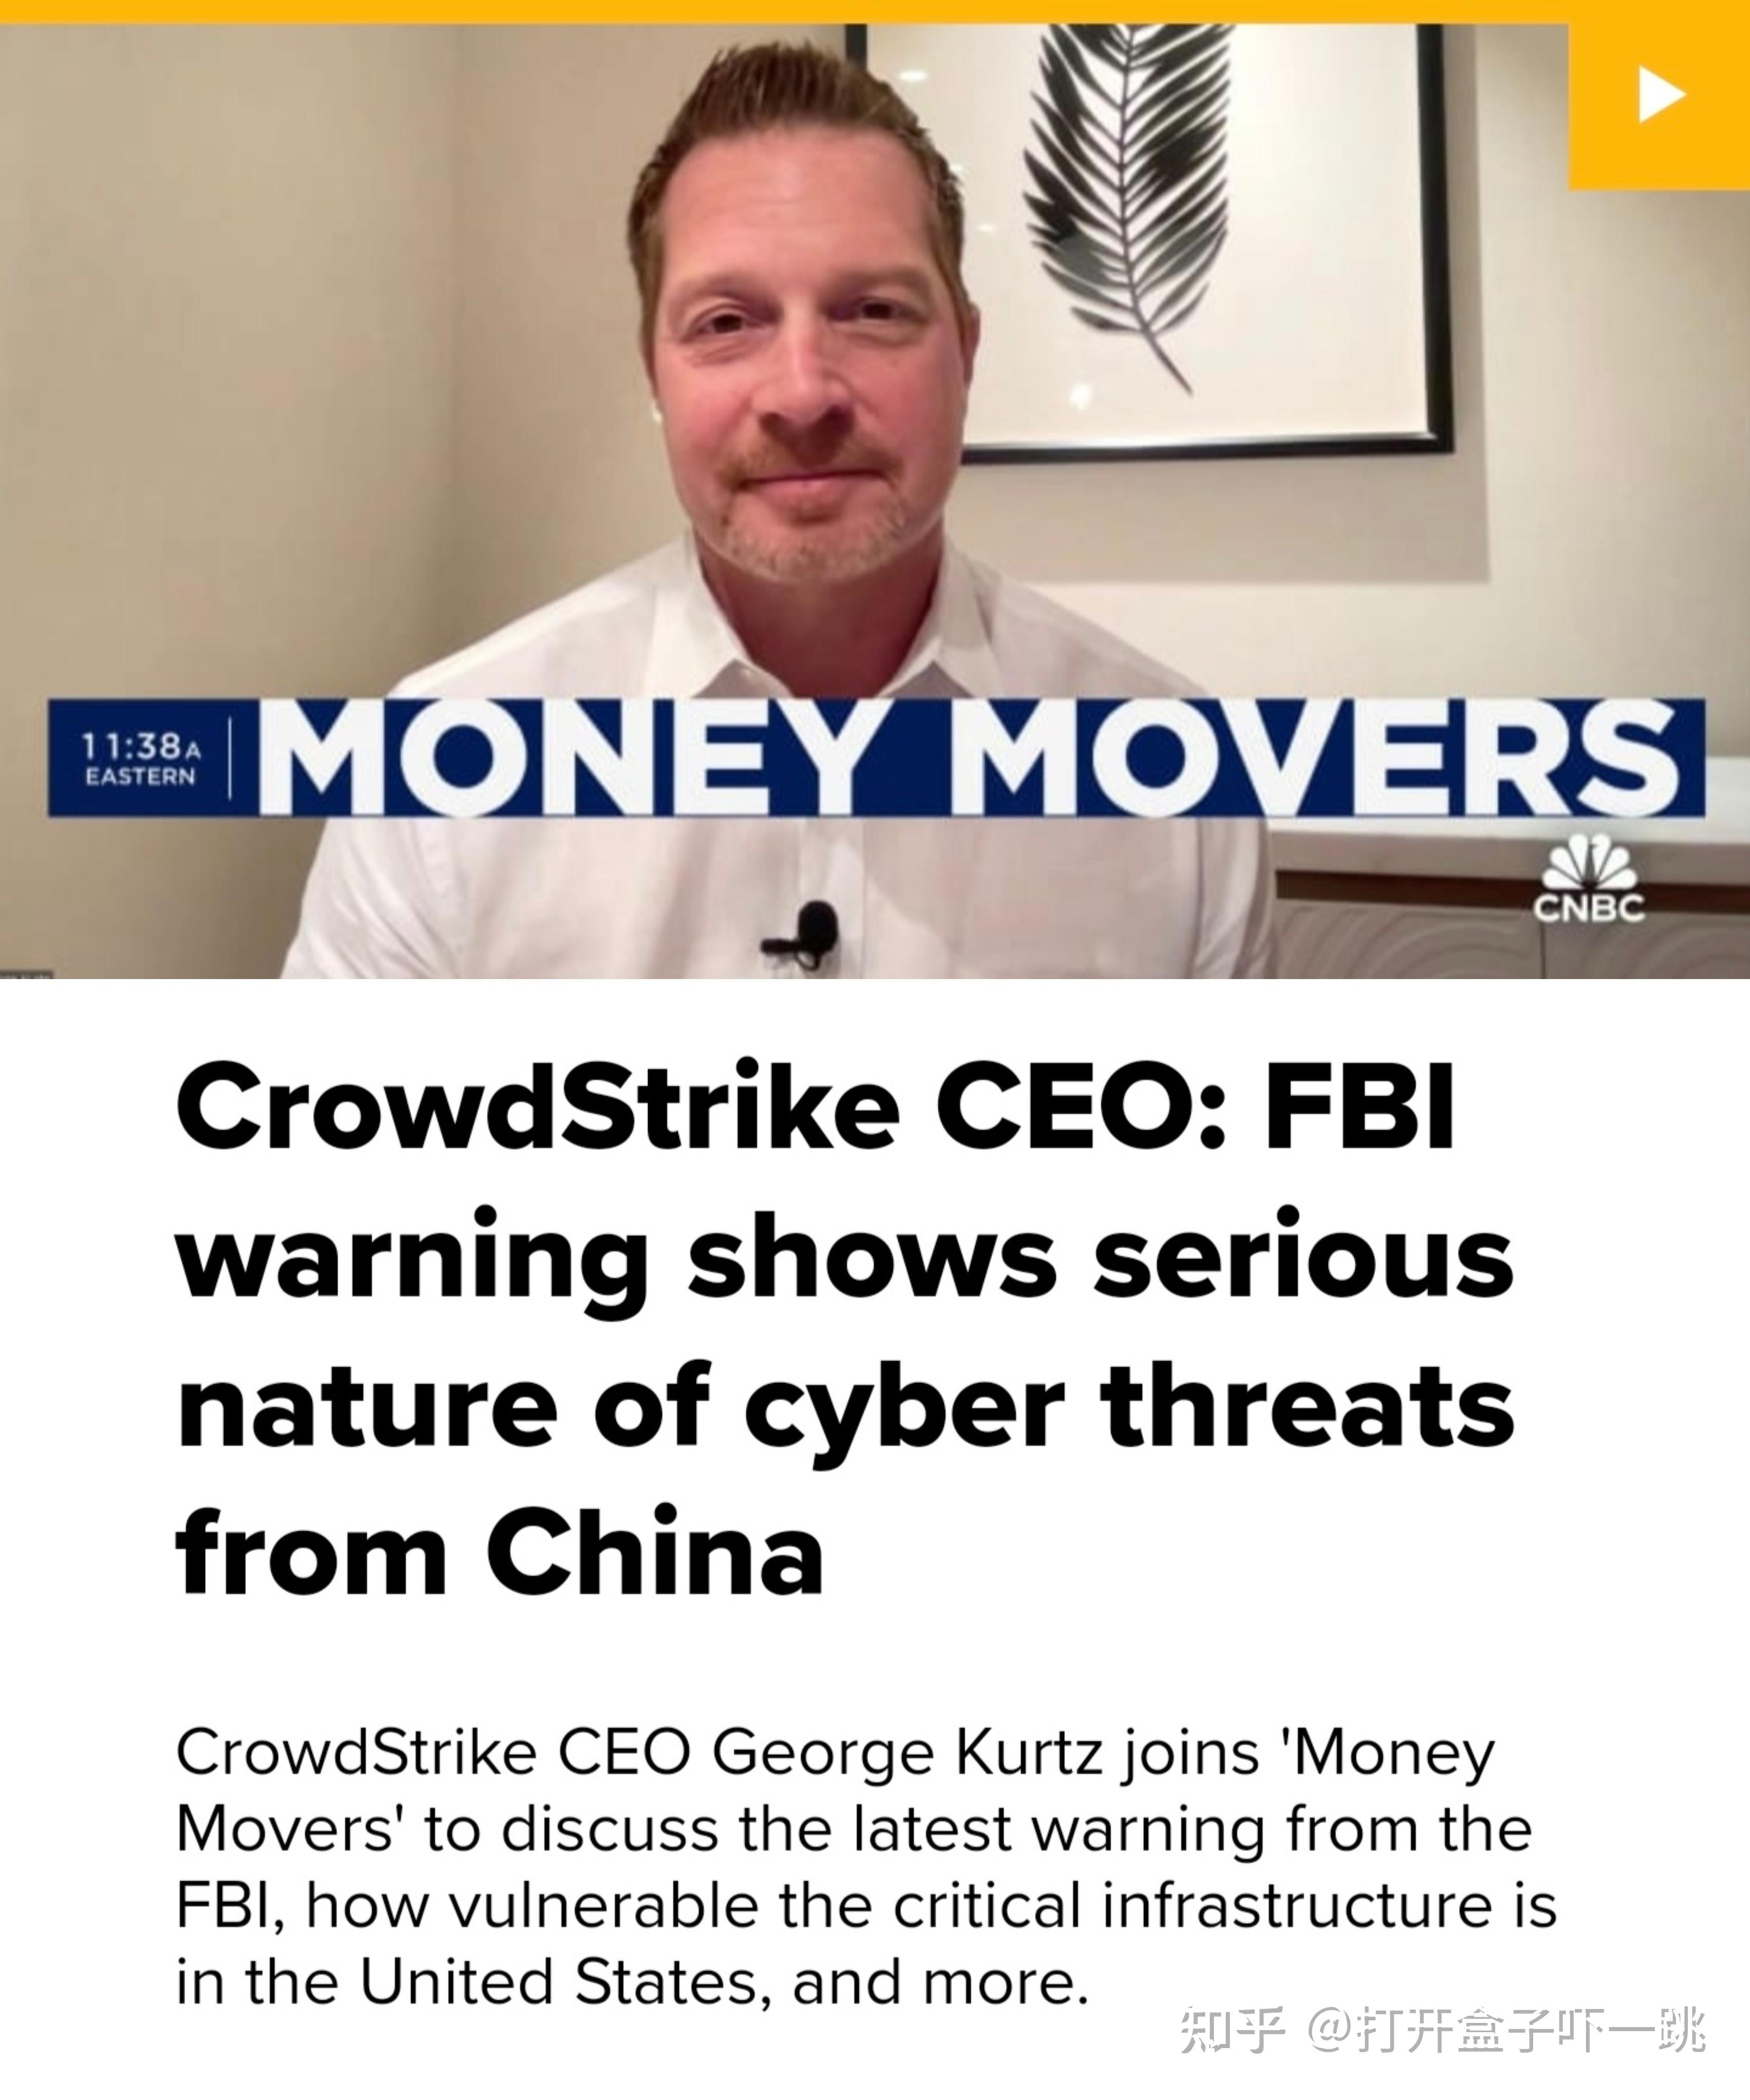 11:38A
EASTERN
MONEY MOVERS
CNBC
CrowdStrike CEO: FBI
warning shows serious
nature of cyber threats
from China
CrowdStrike CEO George Kurtz joins 'Money
Movers' to discuss the latest warning from the
FBI, how vulnerable the critical infrastructure is
in the United States, and more.
知乎 @打开盒子吓一跳